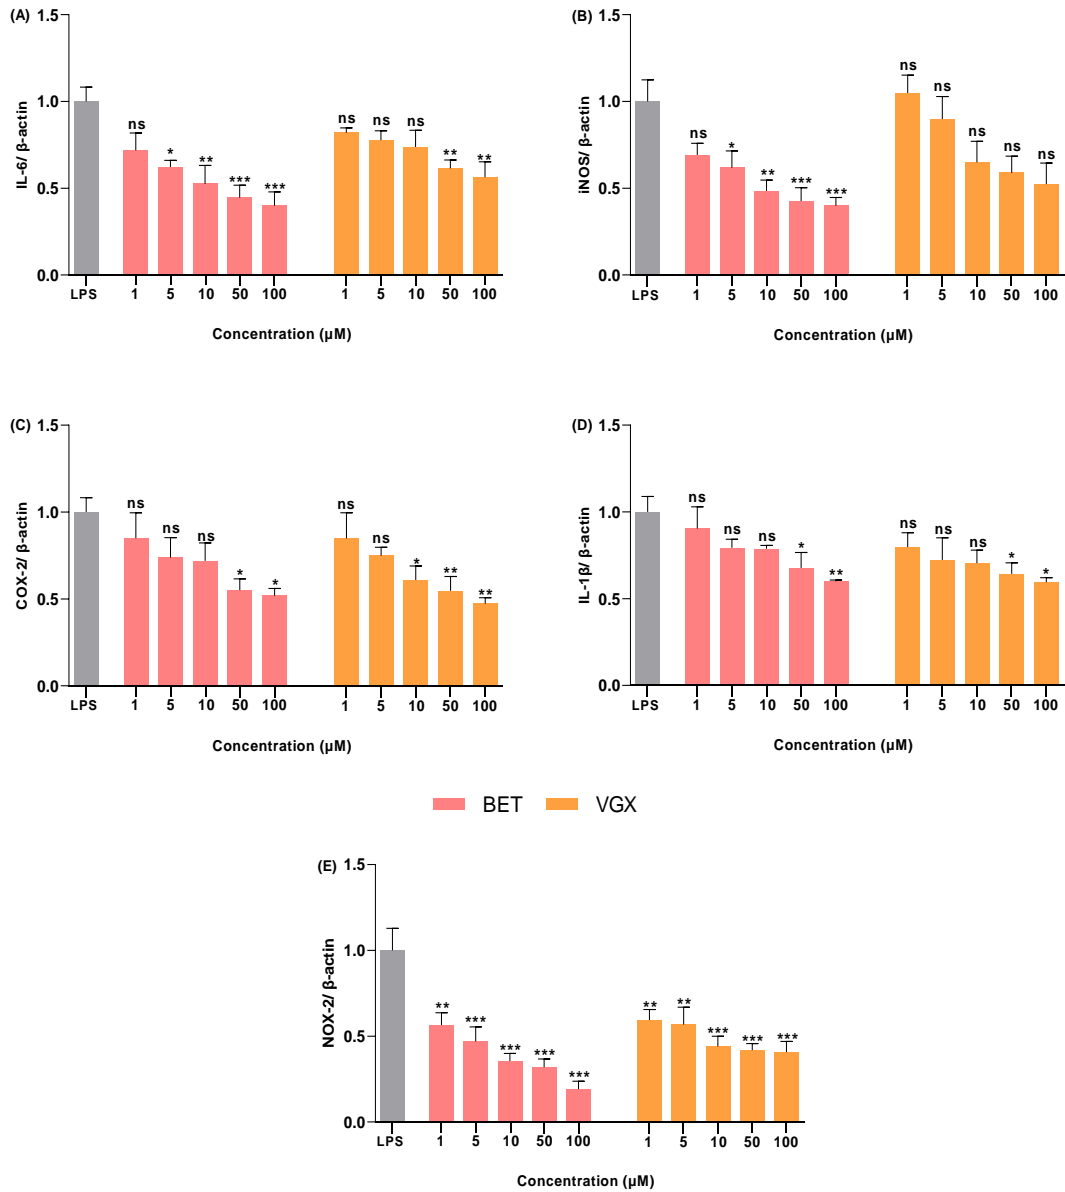 (A)
IL-6/ β-actin
1.5
1.0
0.5
0.0
ns
*
**
***
***
ns
ns
ns
**
**
LPS 1 5 10 50 100 1 5 10 50 100
Concentration (µM)
(B)
iNOS/ β-actin
1.5
1.0
0.5
0.0
ns
*
**
***
***
ns
ns
ns
ns
ns
LPS 1 5 10 50 100 1 5 10 50 100
Concentration (µM)
(C)
COX-2/ β-actin
1.5
1.0
0.5
0.0
ns
ns
ns
*
*
ns
ns
*
**
**
LPS 1 5 10 50 100 1 5 10 50 100
Concentration (µM)
(D)
IL-1β/ β-actin
1.5
1.0
0.5
0.0
ns
ns
ns
*
**
ns
ns
ns
*
*
LPS 1 5 10 50 100 1 5 10 50 100
Concentration (µM)
BET VGX
(E)
NOX-2/ β-actin
1.5
1.0
0.5
0.0
**
***
***
***
***
**
**
***
***
***
LPS 1 5 10 50 100 1 5 10 50 100
Concentration (µM)